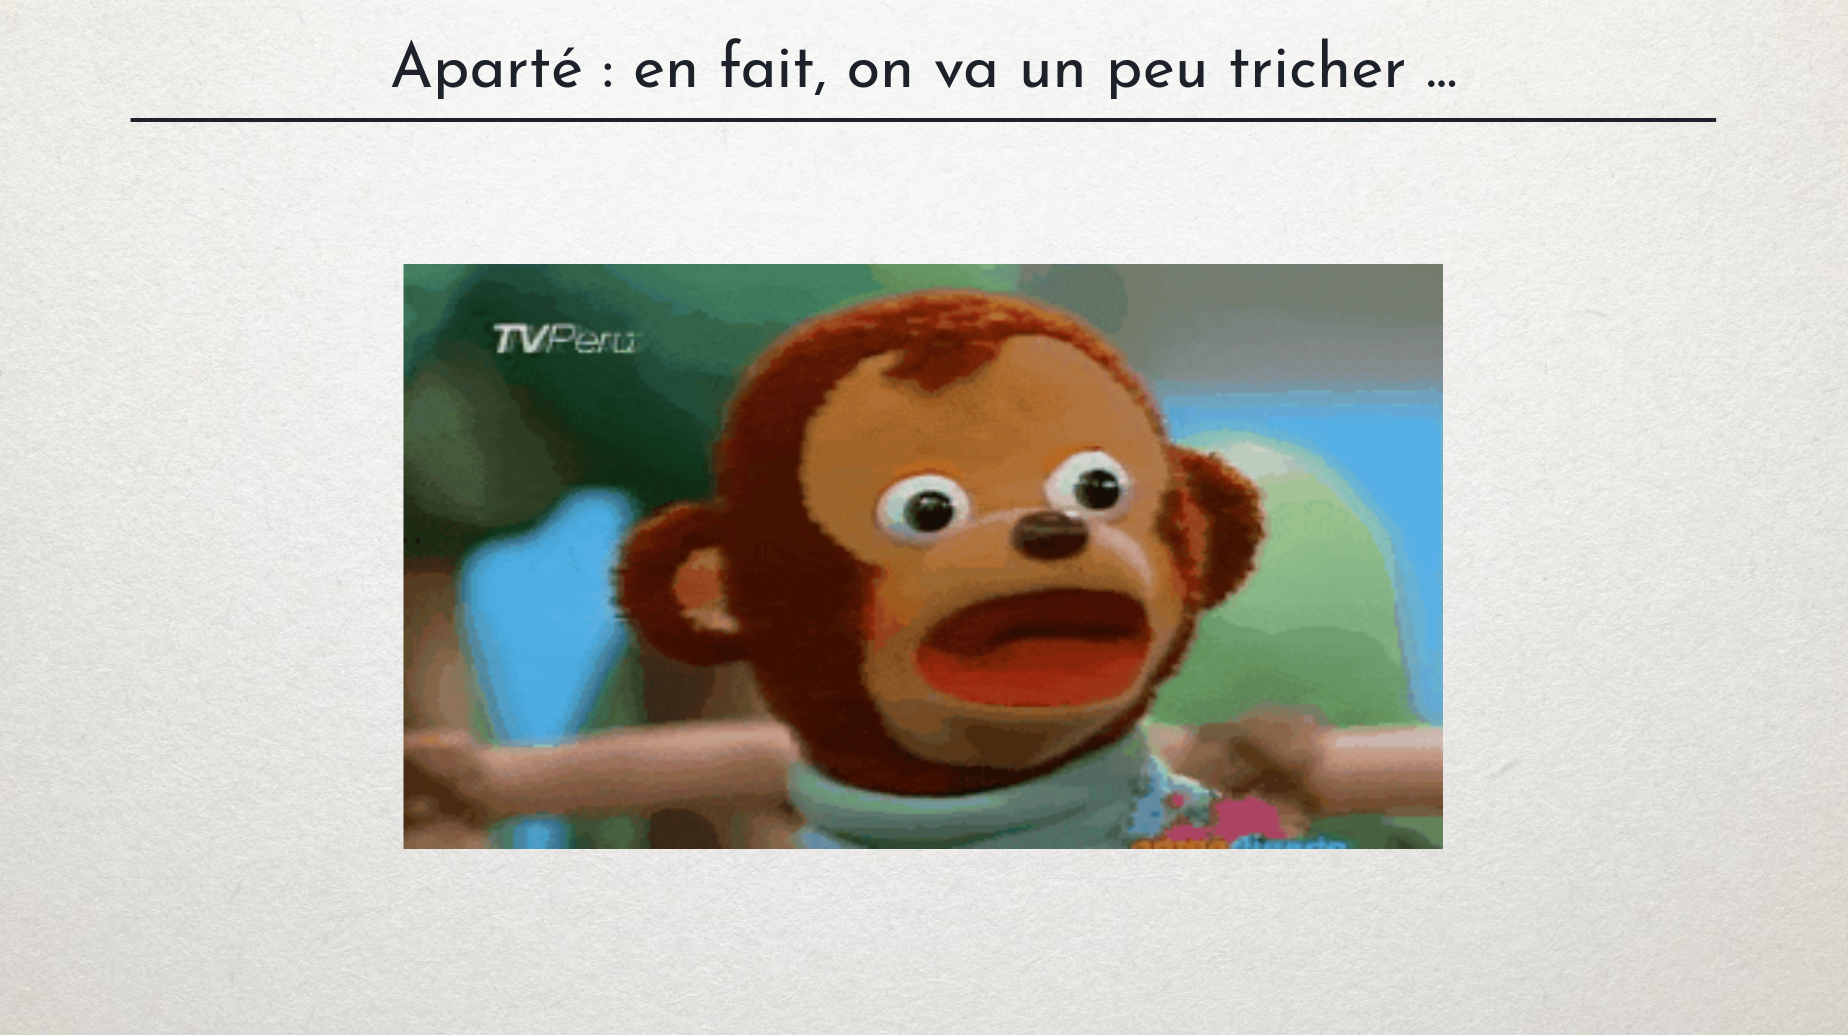 Aparté : en fait, on va un peu tricher ...
TVPerú